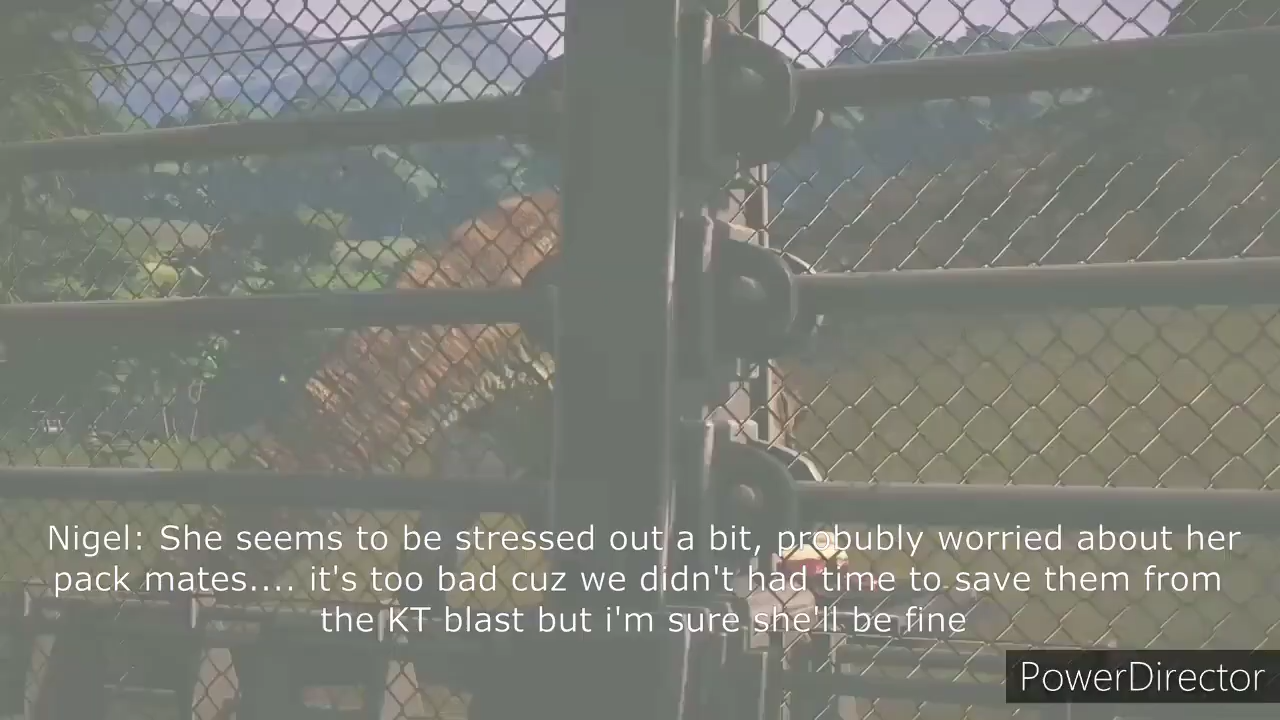 Nigel: She seems to be stressed out a bit, probubly worried about her
pack mates.... it's too bad cuz we didn't had time to save them from
the KT blast but i'm sure she'll be fine
PowerDirector